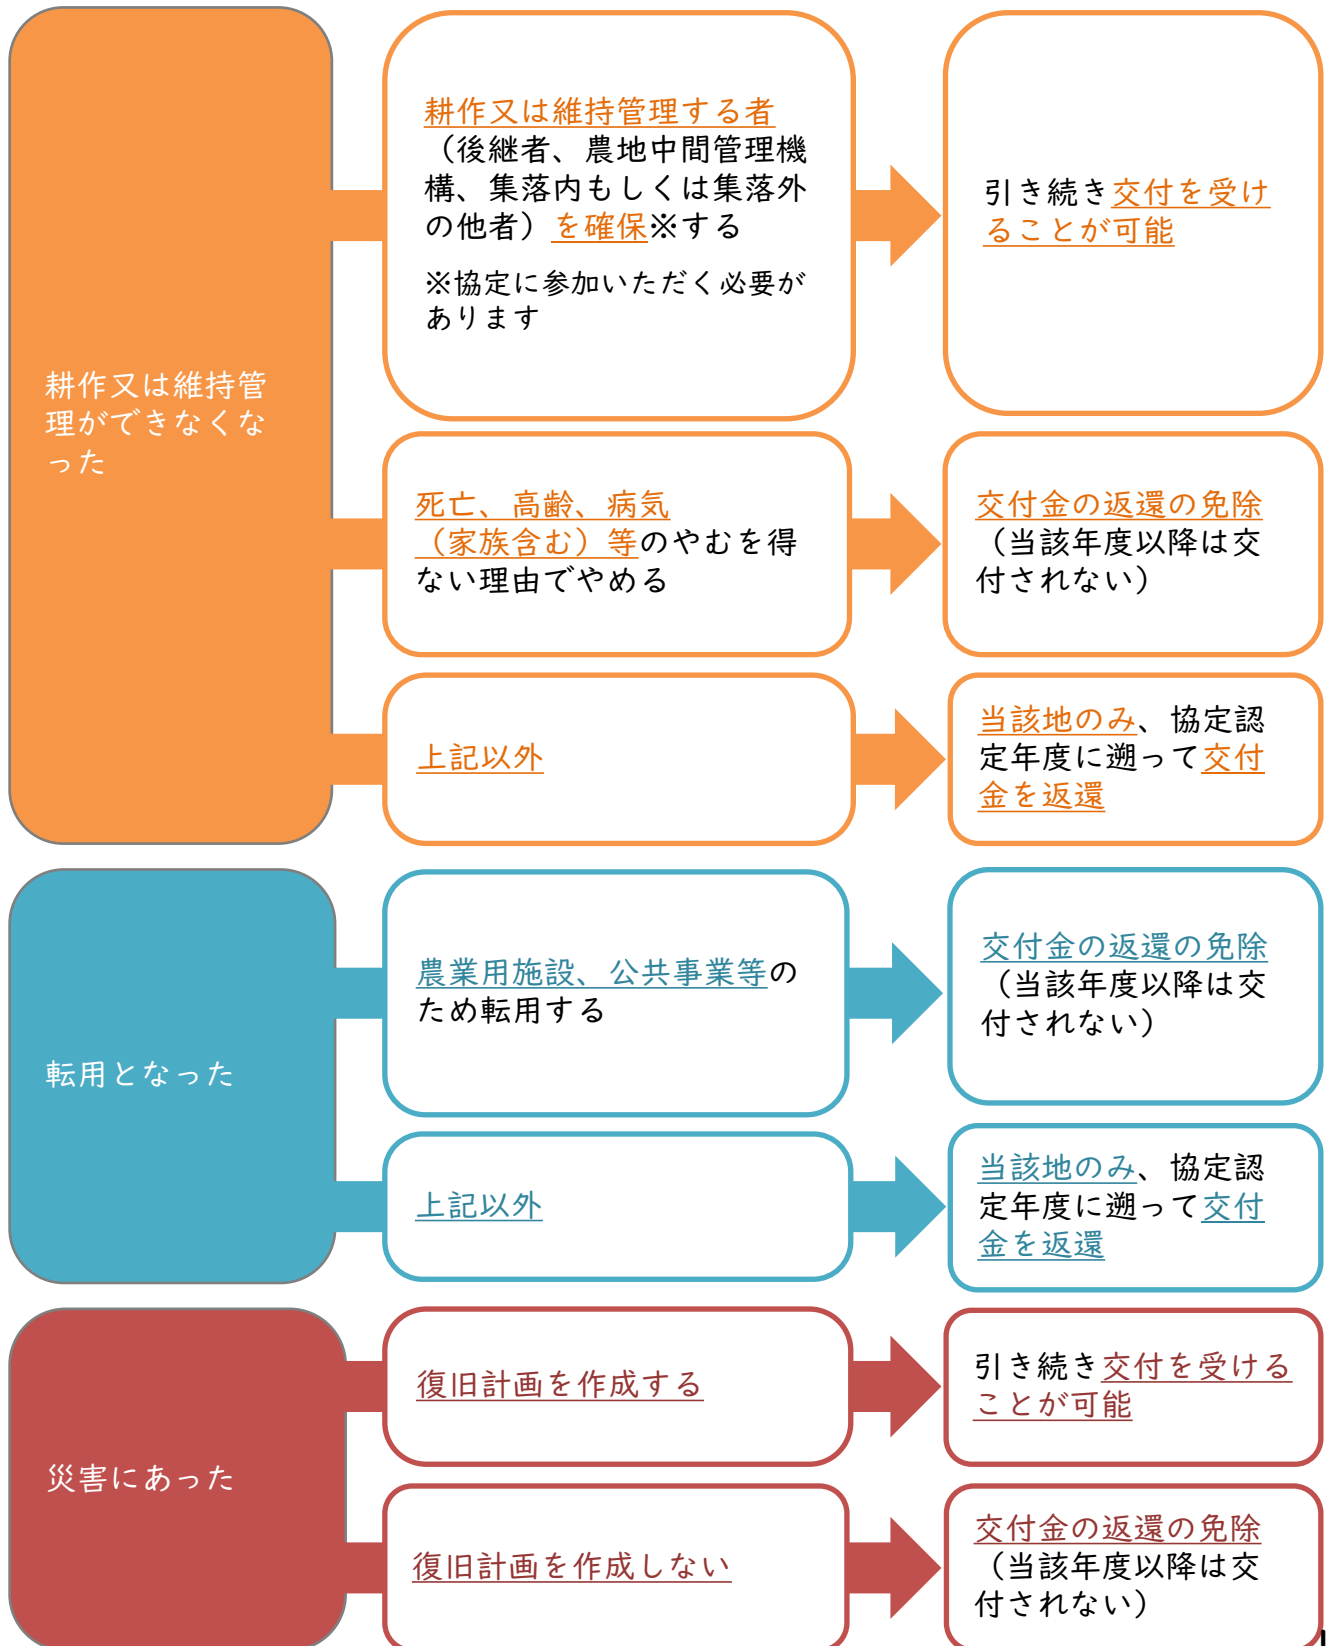 耕作又は維持管
理ができなくな
った
耕作又は維持管理する者
（後継者、農地中間管理機
構、集落内もしくは集落外
の他者）を確保※する
※協定に参加いただく必要が
あります
引き続き交付を受け
ることが可能
死亡、高齢、病気
（家族含む）等のやむを得
ない理由でやめる
交付金の返還の免除
（当該年度以降は交
付されない）
上記以外
当該地のみ、協定認
定年度に遡って交付
金を返還
転用となった
農業用施設、公共事業等の
ため転用する
交付金の返還の免除
（当該年度以降は交
付されない）
上記以外
当該地のみ、協定認
定年度に遡って交付
金を返還
災害にあった
復旧計画を作成する
引き続き交付を受ける
ことが可能
復旧計画を作成しない
交付金の返還の免除
（当該年度以降は交
付されない）